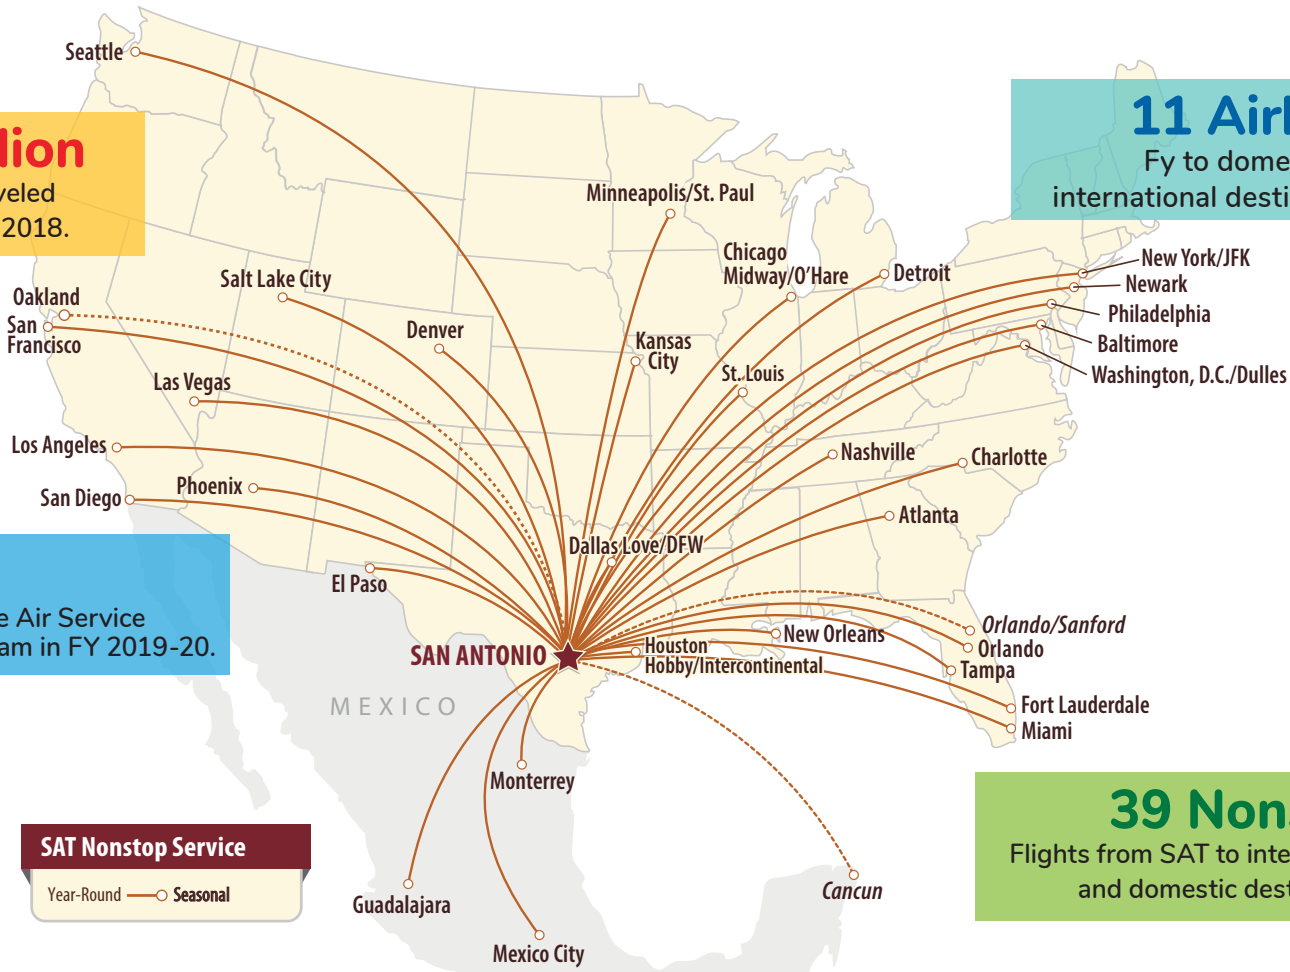 Seattle
lion
veled
2018.
11 Airl
Fy to dome
international desti
Minneapolis/St. Paul
Chicago
Midway/O'Hare
Detroit
New York/JFK
Newark
Philadelphia
Baltimore
Washington, D.C./Dulles
Salt Lake City
Oakland
San
Francisco
Denver
Kansas
City
St. Louis
Las Vegas
Los Angeles
Phoenix
San Diego
Nashville
Charlotte
Atlanta
Dallas Love/DFW
El Paso
e Air Service
am in FY 2019-20.
SAN ANTONIO
Houston
Hobby/Intercontinental
New Orleans
Orlando/Sanford
Orlando
Tampa
Fort Lauderdale
Miami
MEXICO
Monterrey
Guadalajara
Mexico City
Cancun
39 Non
Flights from SAT to inte
and domestic dest
SAT Nonstop Service
Year-Round
Seasonal